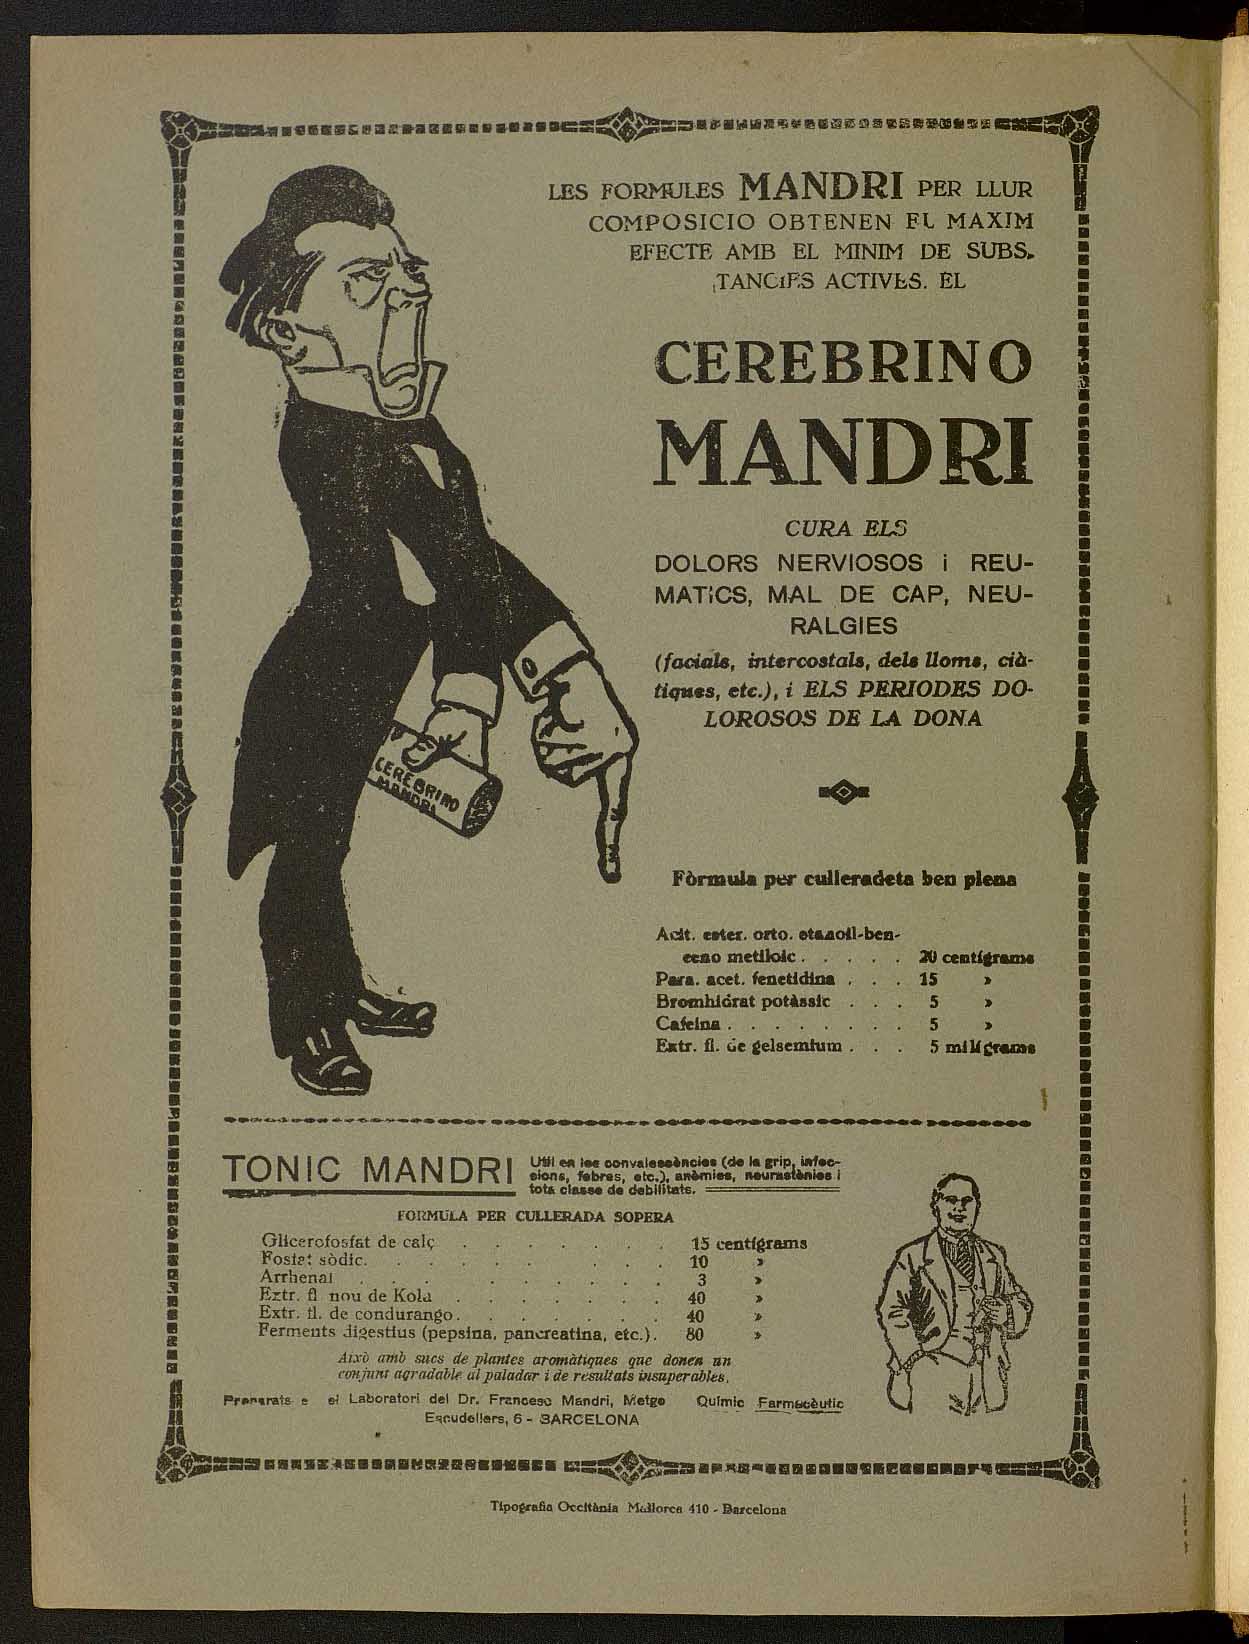 LES FORMULES MANDRI PER LLUR
COMPOSICIO OBTENEN EL MAXIM
EFECTE AMB EL MINIM DE SUBS-
TANCIES ACTIVES. EL
CEREBRINO
MANDRI
CURA ELS
DOLORS NERVIOSOS i REU-
MATICS, MAL DE CAP, NEU-
RALGIES
(facials, intercostals, dels lloms, cià-
tiques, etc.), i ELS PERIODES DO-
LOROSOS DE LA DONA
CEREBRINO
MANDRI
Fòrmula per culleradeta ben plena
Acit. ester. orto. etanoil-ben-
ceno metiloic . . . . . 20 centígrams
Para. acet. fenetidina . . . 15 »
Bromhidrat potàssic . . . 5 »
Cafeina . . . . . . . . 5 »
Extr. fl. de gelsemium . . . 5 milígrams
TONIC MANDRI
Util en les convalescències (de la grip, infec-
cions, febres, etc.), anèmies, neurastènies i
tota classe de debilitats.
FORMULA PER CULLERADA SOPERA
Glicerofosfat de calç . . . . . . . 15 centígrams
Fosfat sòdic. . . . . . . . . . 10 »
Arrhenal . . . . . . . . . . 3 »
Extr. fl. nou de Kola . . . . . . . 40 »
Extr. fl. de condurango. . . . . . . 40 »
Ferments digestius (pepsina, pancreatina, etc.). 80 »
Això amb sucs de plantes aromàtiques que donen un
conjunt agradable al paladar i de resultats insuperables.
Preparats e el Laboratori del Dr. Francesc Mandri, Metge Químic Farmacèutic
Escudellers, 6 - BARCELONA
Tipografia Occitània Mallorca 410 - Barcelona